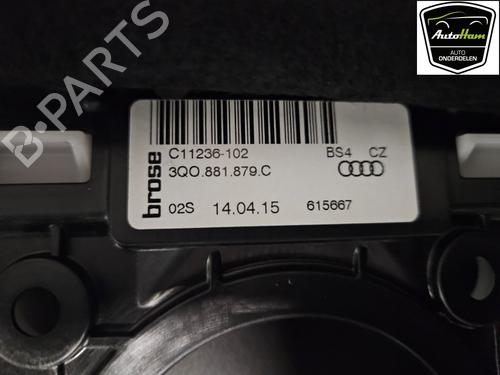 AutoHam
AUTO
ONDERDELEN
brose
C11236-102 BS4 CZ
3QO.881.879.C
02S 14.04.15 615667
B-PARTS